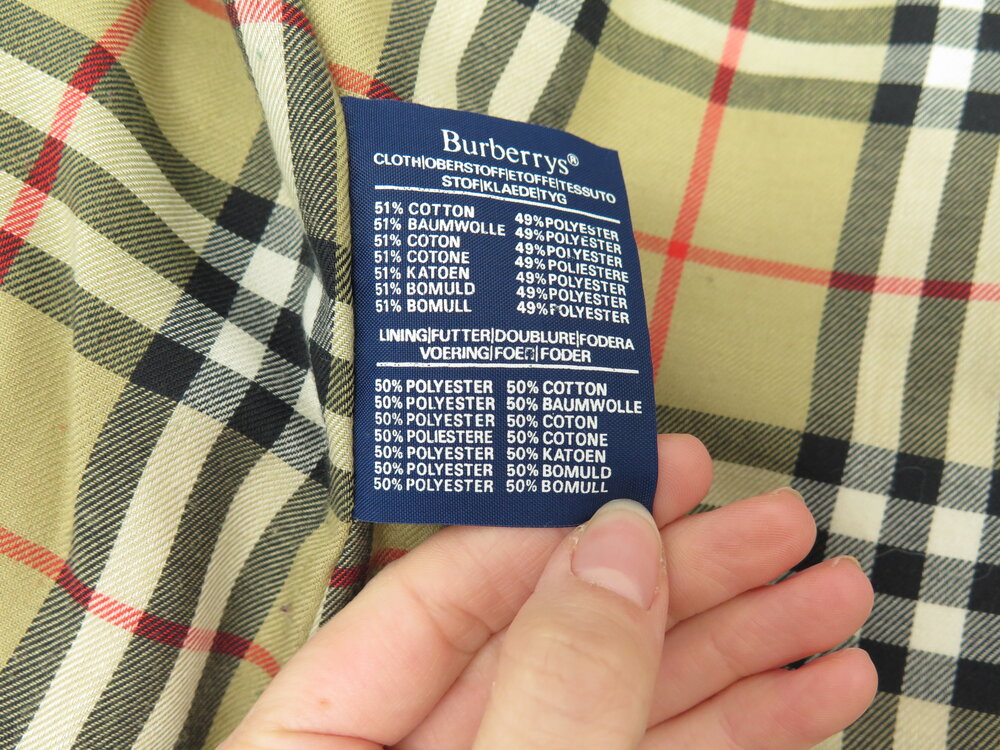 Burberrys®
CLOTH|OBERSTOFF|ETOFFE|TESSUTO
STOF|KLAEDE|TYG
51% COTTON 49% POLYESTER
51% BAUMWOLLE 49% POLYESTER
51% COTON 49% POLYESTER
51% COTONE 49% POLIESTERE
51% KATOEN 49% POLYESTER
51% BOMULD 49% POLYESTER
51% BOMULL 49% POLYESTER
LINING|FUTTER|DOUBLURE|FODERA
VOERING|FOER|FODER
50% POLYESTER 50% COTTON
50% POLYESTER 50% BAUMWOLLE
50% POLYESTER 50% COTON
50% POLIESTERE 50% COTONE
50% POLYESTER 50% KATOEN
50% POLYESTER 50% BOMULD
50% POLYESTER 50% BOMULL